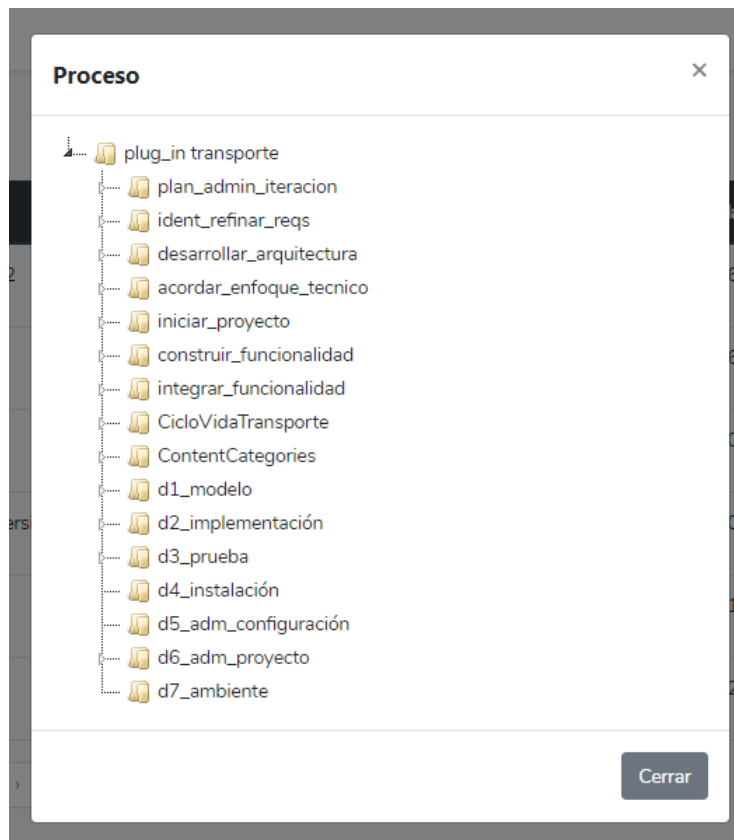 Proceso
×
plug_in transporte
plan_admin_iteracion
ident_refinar_reqs
desarrollar_arquitectura
acordar_enfoque_tecnico
iniciar_proyecto
construir_funcionalidad
integrar_funcionalidad
CicloVidaTransporte
ContentCategories
d1_modelo
d2_implementación
d3_prueba
d4_instalación
d5_adm_configuración
d6_adm_proyecto
d7_ambiente
Cerrar